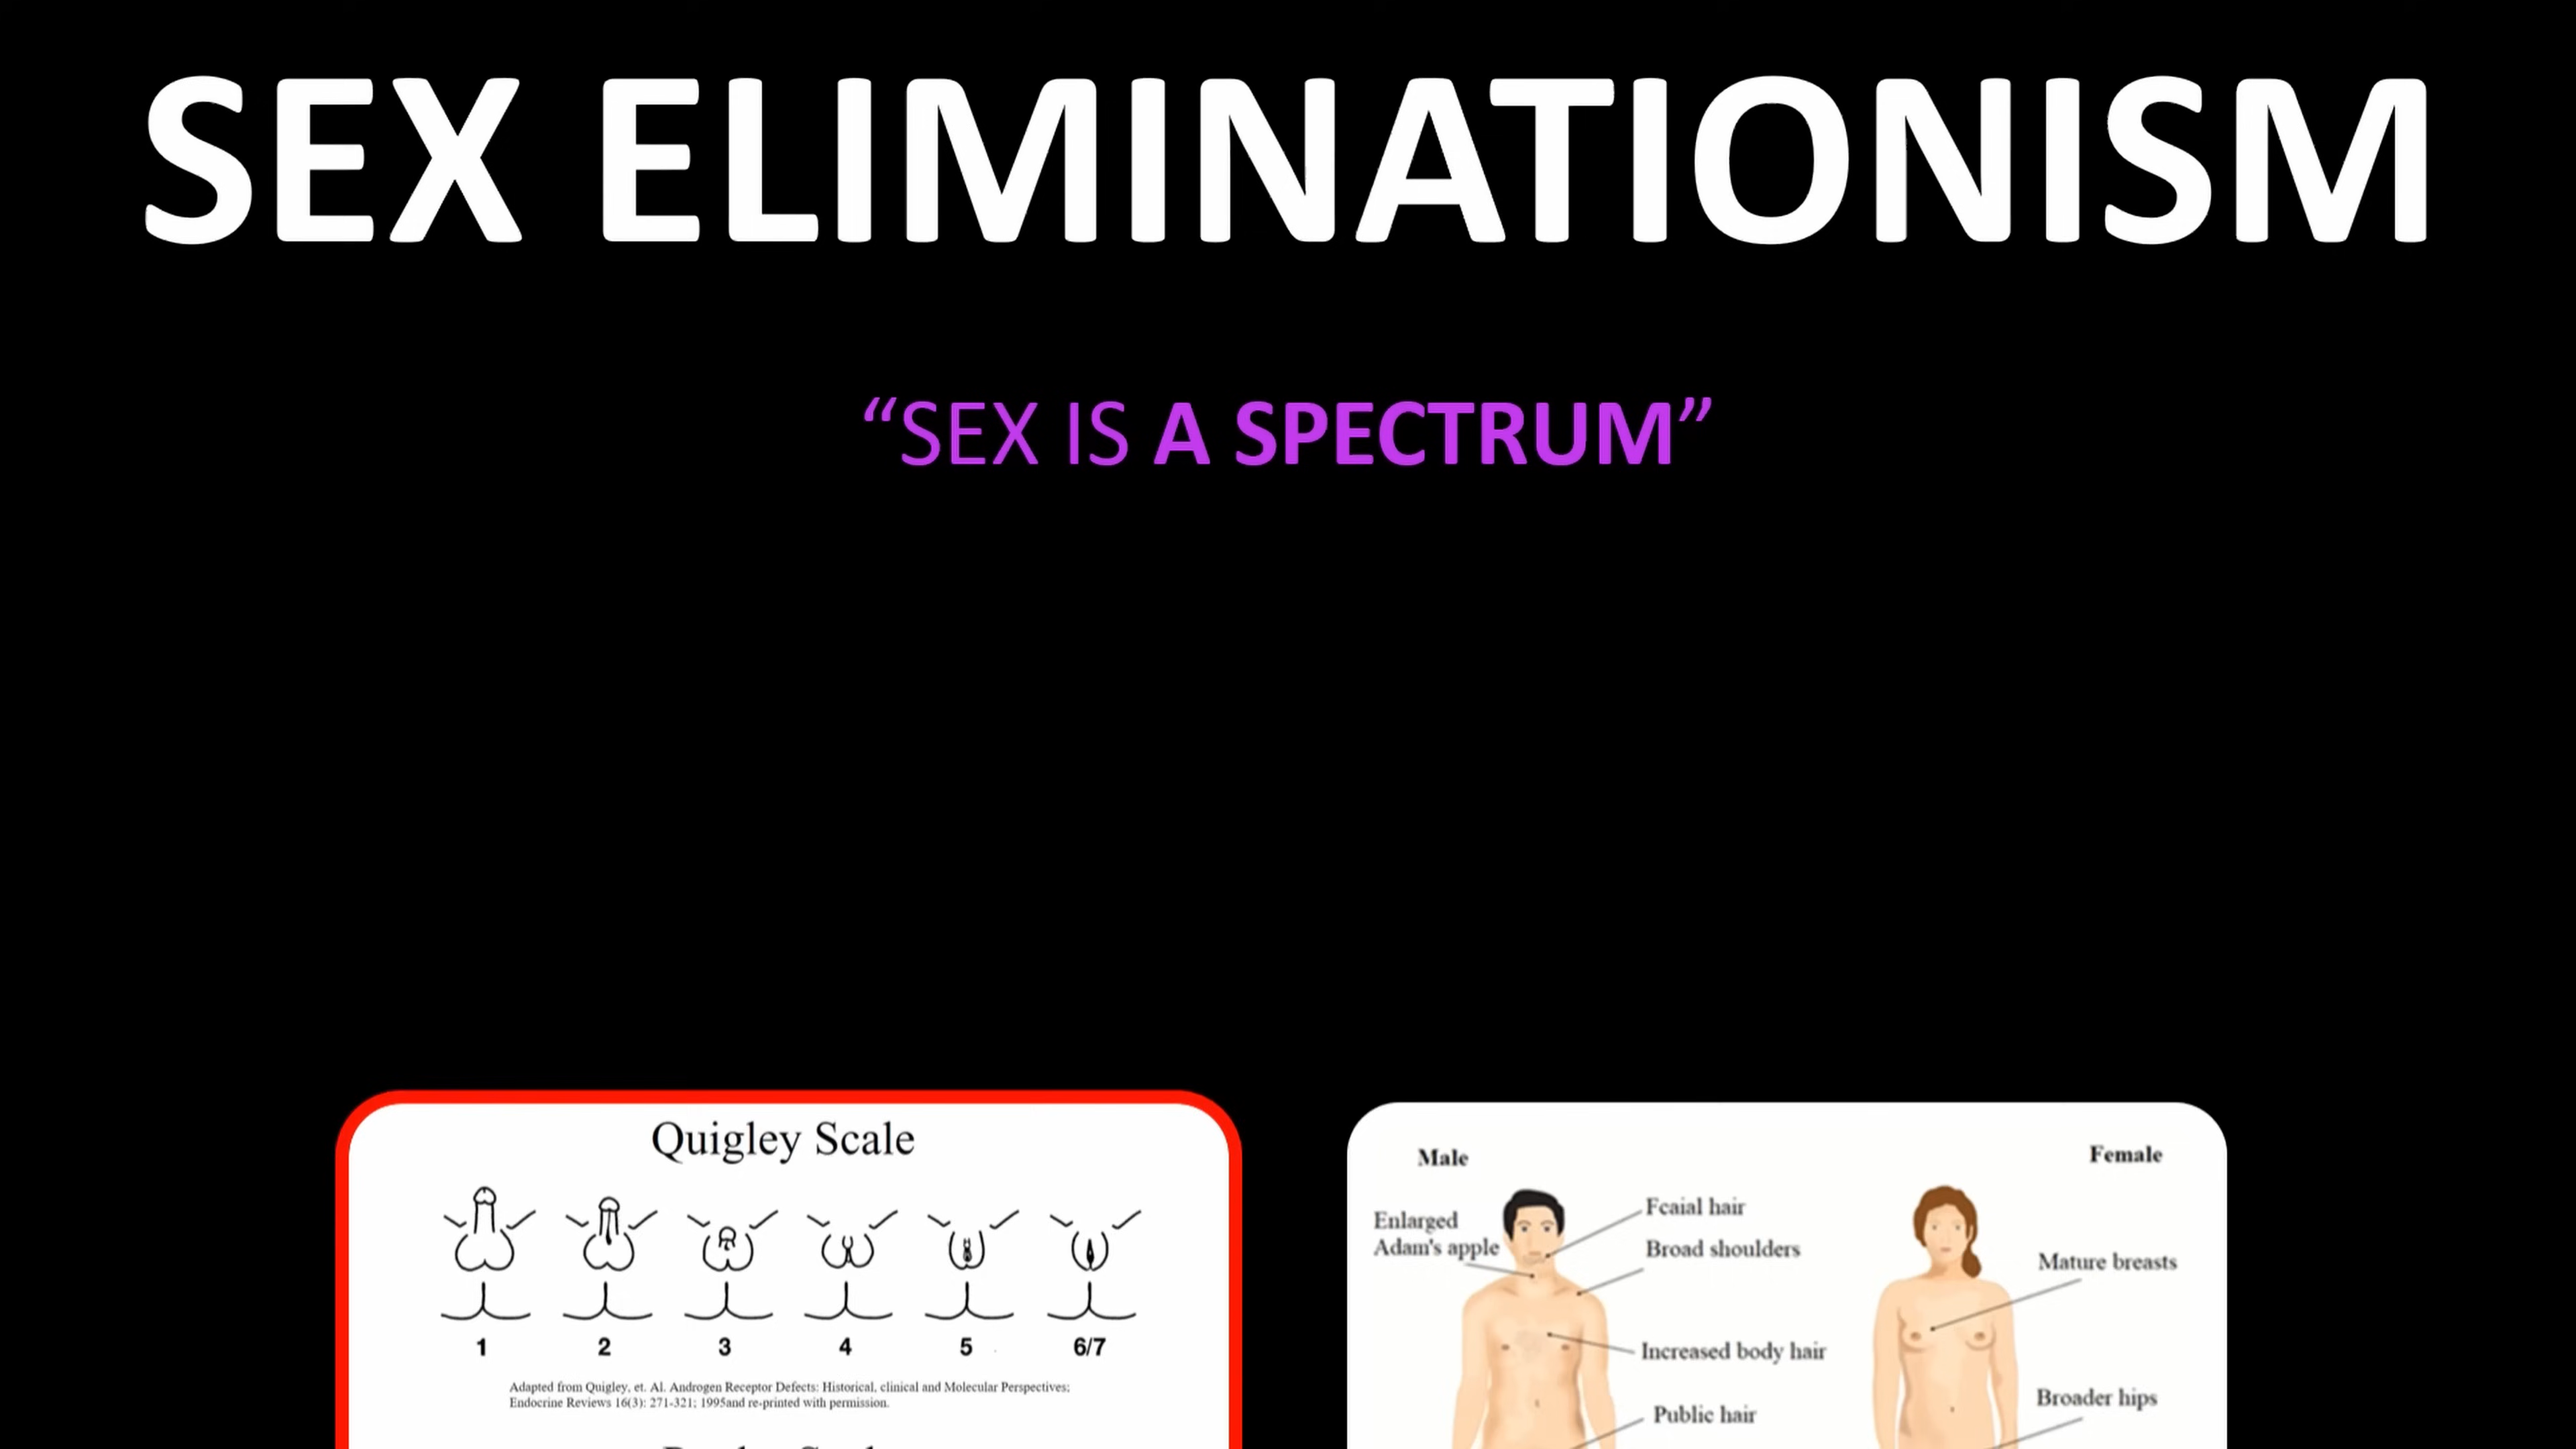 SEX ELIMINATIONISM
“SEX IS A SPECTRUM”
Quigley Scale
1 2 3 4 5 6/7
Adapted from Quigley, et. Al. Androgen Receptor Defects: Historical, clinical and Molecular Perspectives;
Endocrine Reviews 16(3): 271-321; 1995and re-printed with permission.
Male
Female
Enlarged
Adam's apple
Fcaial hair
Broad shoulders
Increased body hair
Public hair
Mature breasts
Broader hips